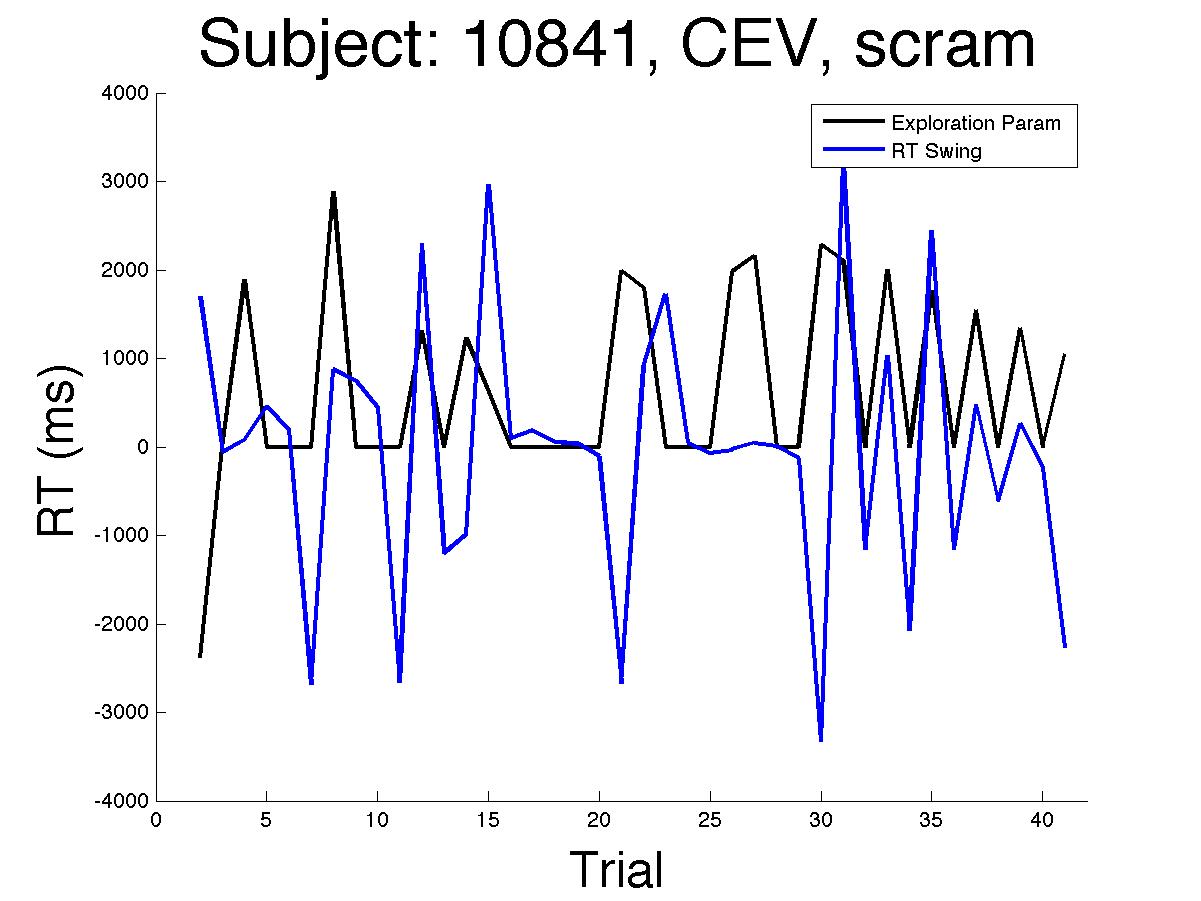 Subject: 10841, CEV, scram
Exploration Param
RT Swing
RT (ms)
4000
3000
2000
1000
0
-1000
-2000
-3000
-4000
0 5 10 15 20 25 30 35 40
Trial